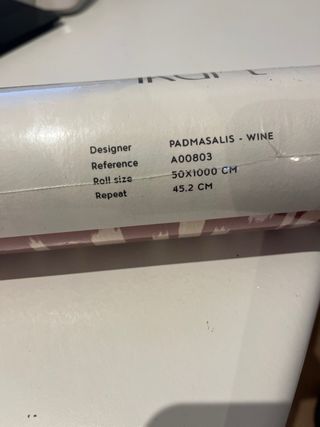 Designer PADMASALIS - WINE
Reference A00803
Roll size 50X1000 CM
Repeat 45.2 CM